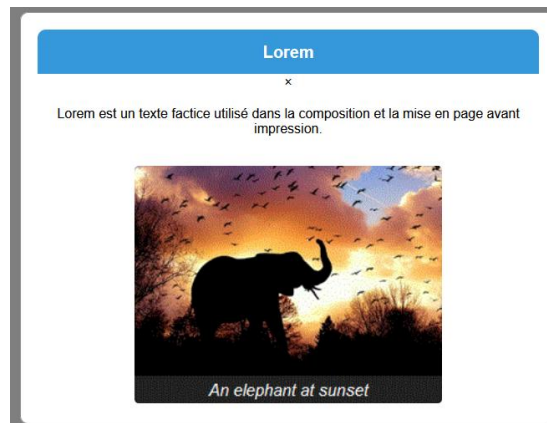 Lorem
×
Lorem est un texte factice utilisé dans la composition et la mise en page avant
impression.
An elephant at sunset